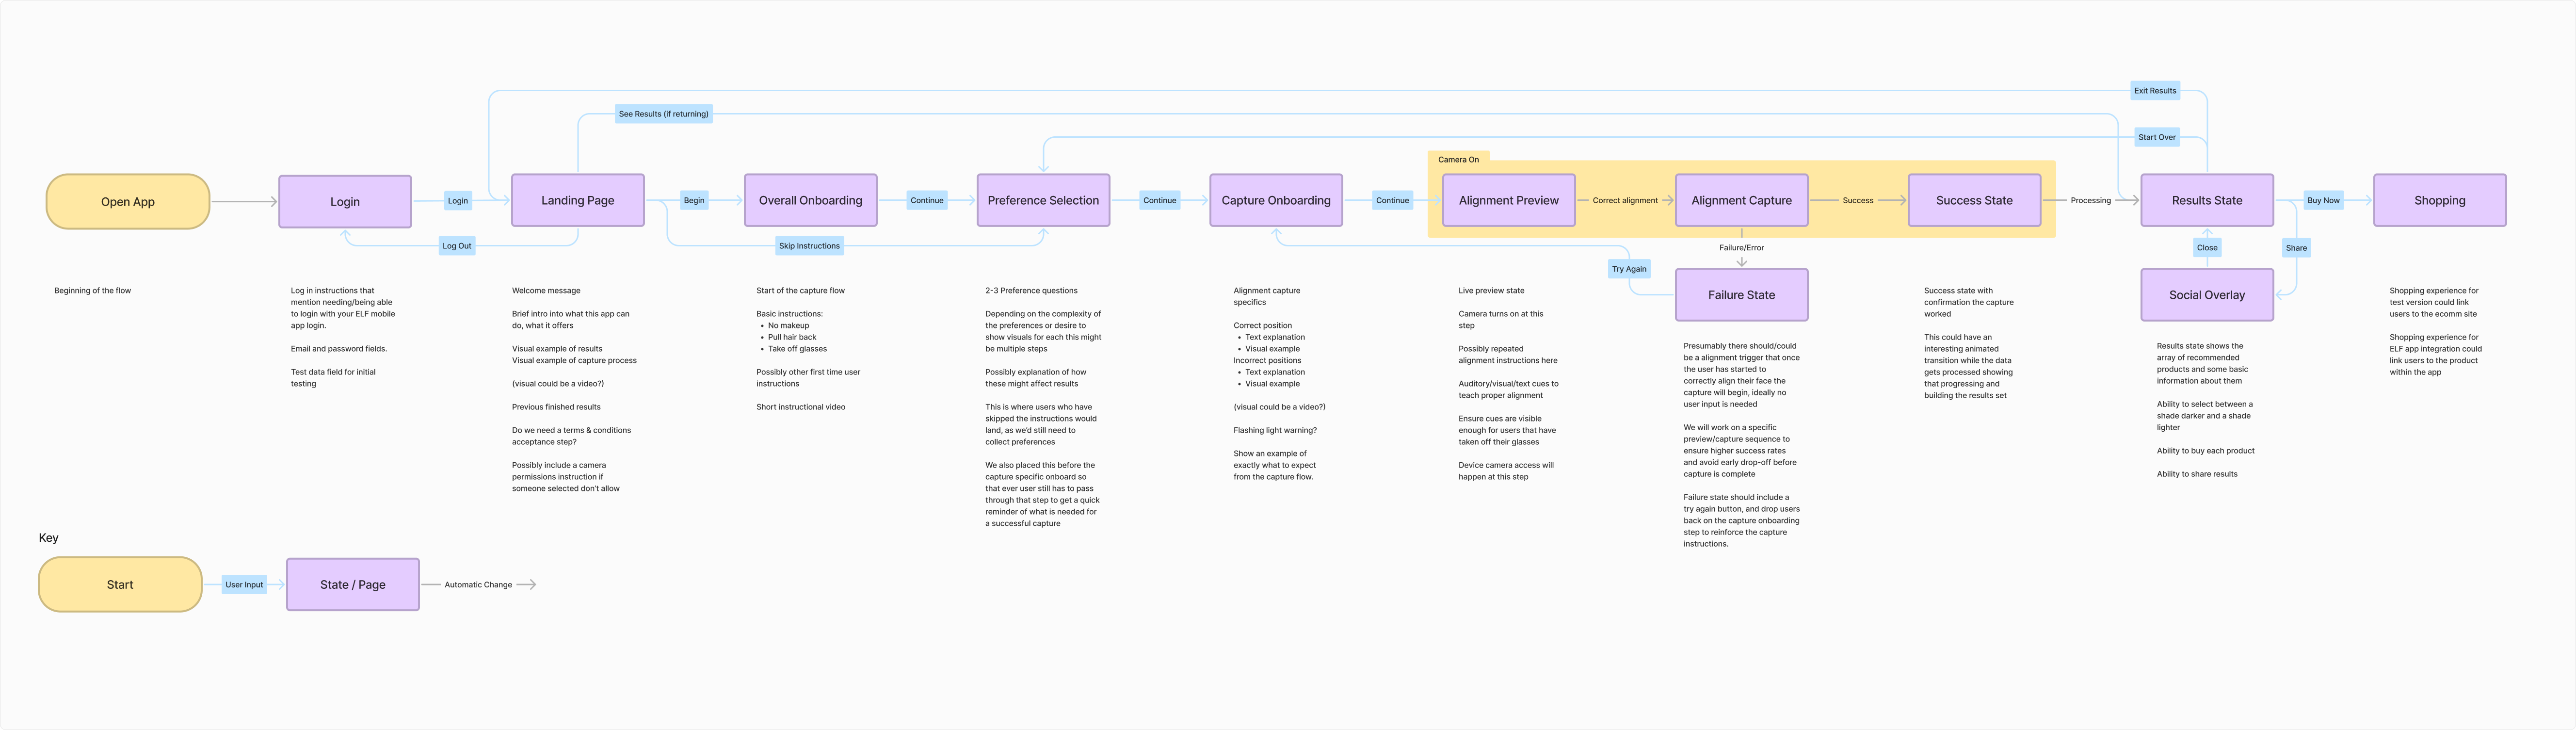 Exit Results
See Results (if returning)
Start Over
Camera On
Open App
Login
Login
Landing Page
Begin
Overall Onboarding
Continue
Preference Selection
Continue
Capture Onboarding
Continue
Alignment Preview
Correct alignment
Alignment Capture
Success
Success State
Processing
Results State
Buy Now
Shopping
Log Out
Skip Instructions
Failure/Error
Close
Share
Try Again
Failure State
Social Overlay
Beginning of the flow
Log in instructions that
mention needing/being able
to login with your ELF mobile
app login.
Email and password fields.
Test data field for initial
testing
Welcome message
Brief intro into what this app can
do, what it offers
Visual example of results
Visual example of capture process
(visual could be a video?)
Previous finished results
Do we need a terms & conditions
acceptance step?
Possibly include a camera
permissions instruction if
someone selected don't allow
Start of the capture flow
Basic instructions:
• No makeup
• Pull hair back
• Take off glasses
Possibly other first time user
instructions
Short instructional video
2-3 Preference questions
Depending on the complexity of
the preferences or desire to
show visuals for each this might
be multiple steps
Possibly explanation of how
these might affect results
This is where users who have
skipped the instructions would
land, as we'd still need to
collect preferences
We also placed this before the
capture specific onboard so
that ever user still has to pass
through that step to get a quick
reminder of what is needed for
a successful capture
Alignment capture
specifics
Correct position
• Text explanation
• Visual example
Incorrect positions
• Text explanation
• Visual example
(visual could be a video?)
Flashing light warning?
Show an example of
exactly what to expect
from the capture flow.
Live preview state
Camera turns on at this
step
Possibly repeated
alignment instructions here
Auditory/visual/text cues to
teach proper alignment
Ensure cues are visible
enough for users that have
taken off their glasses
Device camera access will
happen at this step
Presumably there should/could
be a alignment trigger that once
the user has started to
correctly align their face the
capture will begin, ideally no
user input is needed
We will work on a specific
preview/capture sequence to
ensure higher success rates
and avoid early drop-off before
capture is complete
Failure state should include a
try again button, and drop users
back on the capture onboarding
step to reinforce the capture
instructions.
Success state with
confirmation the capture
worked
This could have an
interesting animated
transition while the data
gets processed showing
that progressing and
building the results set
Results state shows the
array of recommended
products and some basic
information about them
Ability to select between a
shade darker and a shade
lighter
Ability to buy each product
Ability to share results
Shopping experience for
test version could link
users to the ecomm site
Shopping experience for
ELF app integration could
link users to the product
within the app
Key
Start
User Input
State / Page
Automatic Change